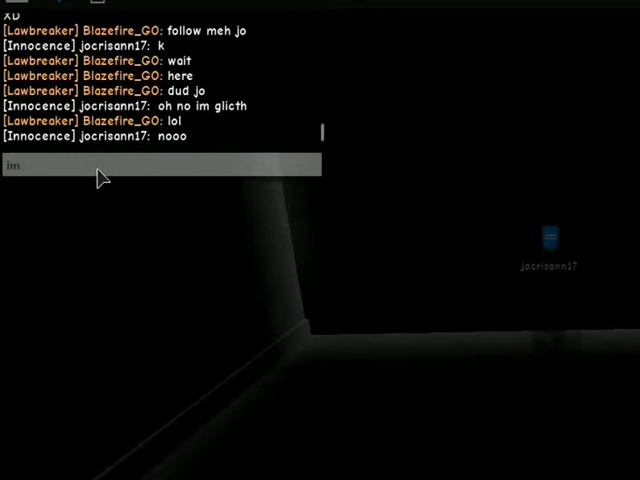 XD
[Lawbreaker] Blazefire_GO: follow meh jo
[Innocence] jocrisann17: k
[Lawbreaker] Blazefire_GO: wait
[Lawbreaker] Blazefire_GO: here
[Lawbreaker] Blazefire_GO: dud jo
[Innocence] jocrisann17: oh no im glicth
[Lawbreaker] Blazefire_GO: lol
[Innocence] jocrisann17: nooo
im
jocrisann17